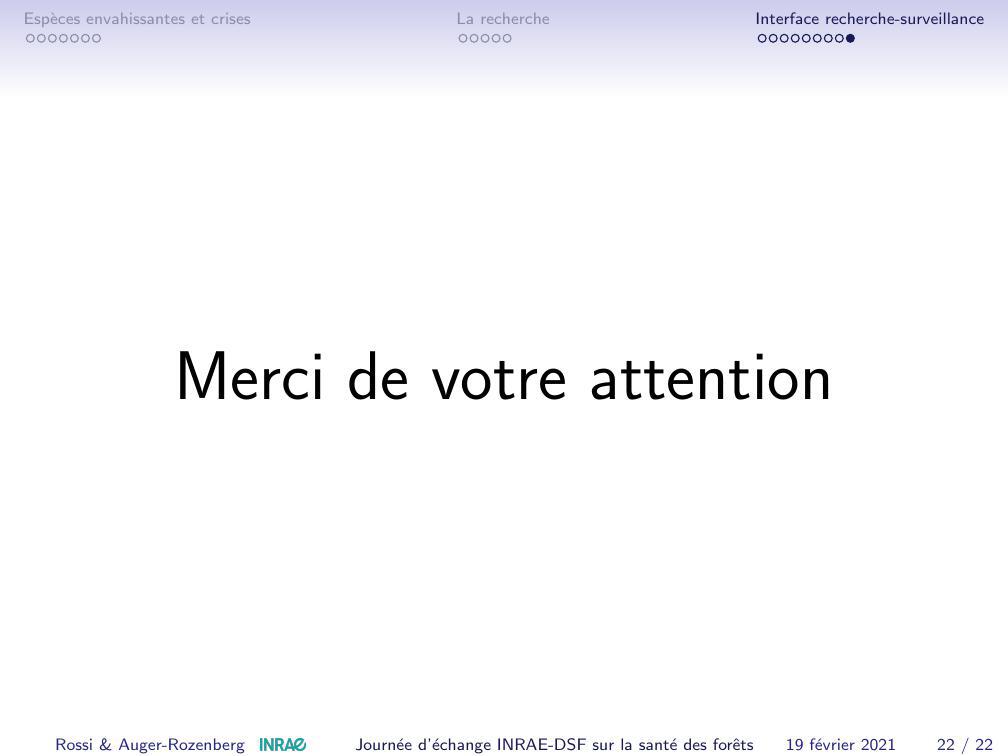 Espèces envahissantes et crises
La recherche
Interface recherche-surveillance
Merci de votre attention
Rossi & Auger-Rozenberg INRAE Journée d'échange INRAE-DSF sur la santé des forêts 19 février 2021 22 / 22